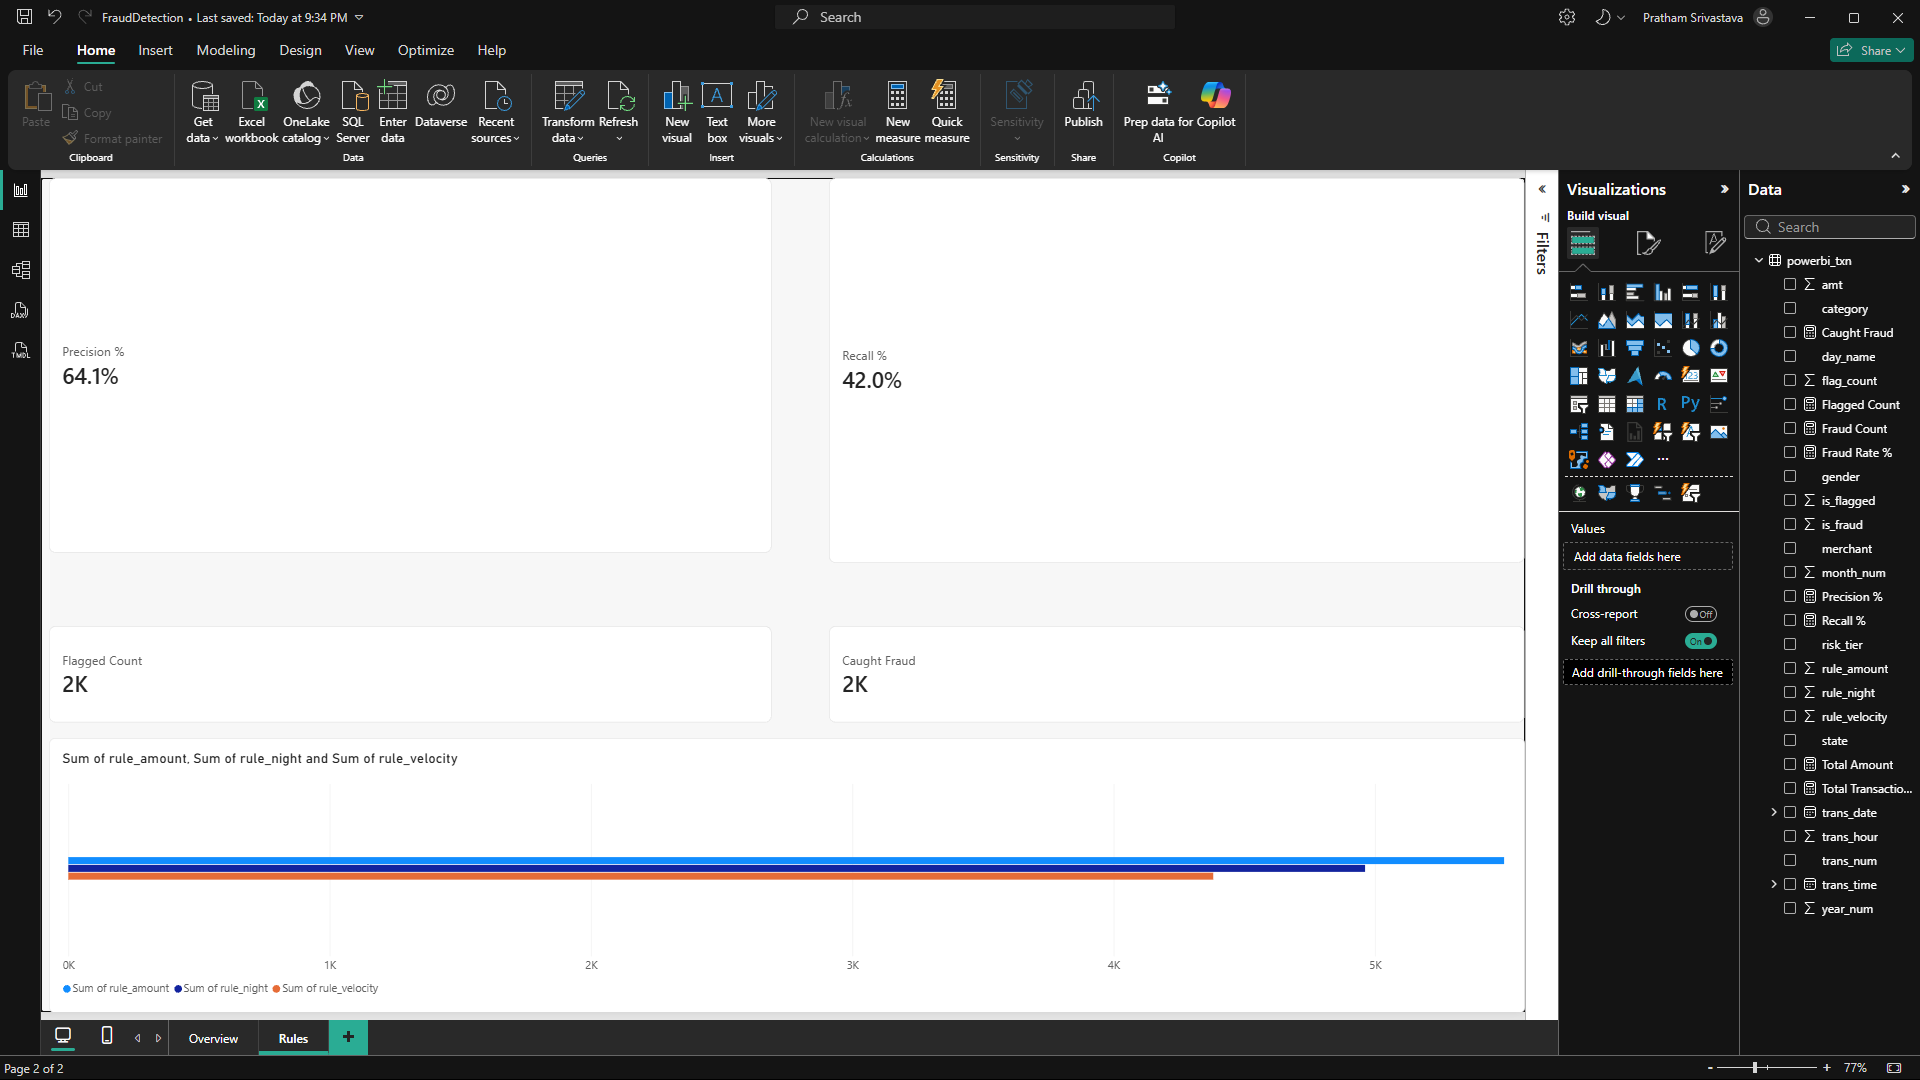 FraudDetection • Last saved: Today at 9:34 PM
Search
Pratham Srivastava
File
Home
Insert
Modeling
Design
View
Optimize
Help
Share
Paste
Cut
Copy
Format painter
Clipboard
Get data
Excel workbook
OneLake catalog
SQL Server
Enter data
Dataverse
Recent sources
Data
Transform data
Refresh
Queries
New visual
Text box
More visuals
Insert
New visual calculation
New measure
Quick measure
Calculations
Sensitivity
Sensitivity
Publish
Share
Prep data for AI
Copilot
Copilot
DAX
TMDL
Precision %
64.1%
Recall %
42.0%
Flagged Count
2K
Caught Fraud
2K
Sum of rule_amount, Sum of rule_night and Sum of rule_velocity
0K
1K
2K
3K
4K
5K
Sum of rule_amount
Sum of rule_night
Sum of rule_velocity
Filters
Visualizations
Build visual
123
R
Py
Values
Add data fields here
Drill through
Cross-report
Off
Keep all filters
On
Add drill-through fields here
Data
Search
powerbi_txn
amt
category
Caught Fraud
day_name
flag_count
Flagged Count
Fraud Count
Fraud Rate %
gender
is_flagged
is_fraud
merchant
month_num
Precision %
Recall %
risk_tier
rule_amount
rule_night
rule_velocity
state
Total Amount
Total Transactio...
trans_date
trans_hour
trans_num
trans_time
year_num
Overview
Rules
Page 2 of 2
77%